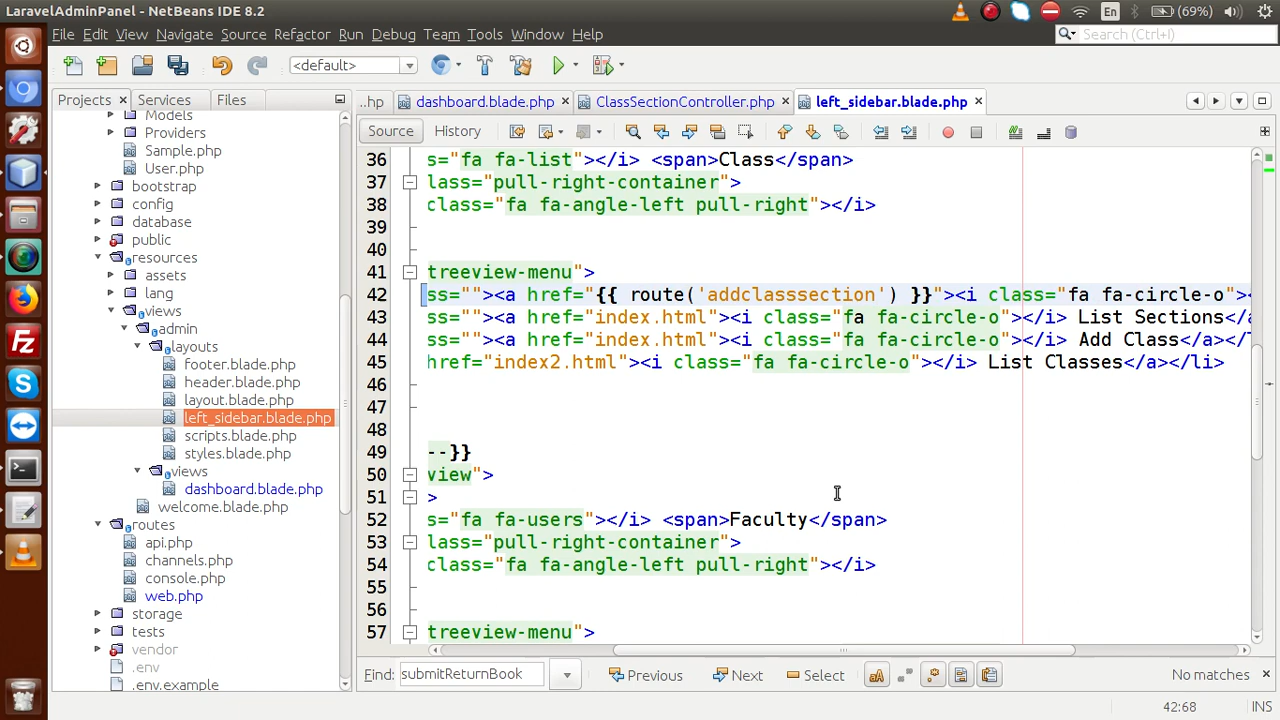 LaravelAdminPanel - NetBeans IDE 8.2
En
(69%)
File Edit View Navigate Source Refactor Run Debug Team Tools Window Help
Search (Ctrl+I)
<default>
Projects Services Files
..hp dashboard.blade.php ClassSectionController.php left_sidebar.blade.php
Source History
Models
Providers
Sample.php
User.php
bootstrap
config
database
public
resources
assets
lang
views
admin
layouts
footer.blade.php
header.blade.php
layout.blade.php
left_sidebar.blade.php
scripts.blade.php
styles.blade.php
views
dashboard.blade.php
welcome.blade.php
routes
api.php
channels.php
console.php
web.php
storage
tests
vendor
.env
.env.example
36 s="fa fa-list"></i> <span>Class</span>
37 lass="pull-right-container">
38 class="fa fa-angle-left pull-right"></i>
39
40
41 treeview-menu">
42 ss=""><a href="{{ route('addclasssection') }}"><i class="fa fa-circle-o"><
43 ss=""><a href="index.html"><i class="fa fa-circle-o"></i> List Sections</a
44 ss=""><a href="index.html"><i class="fa fa-circle-o"></i> Add Class</a></l
45 href="index2.html"><i class="fa fa-circle-o"></i> List Classes</a></li>
46
47
48
49 --}}
50 view">
51 >
52 s="fa fa-users"></i> <span>Faculty</span>
53 lass="pull-right-container">
54 class="fa fa-angle-left pull-right"></i>
55
56
57 treeview-menu">
Find: submitReturnBook Previous Next Select No matches
42:68 INS